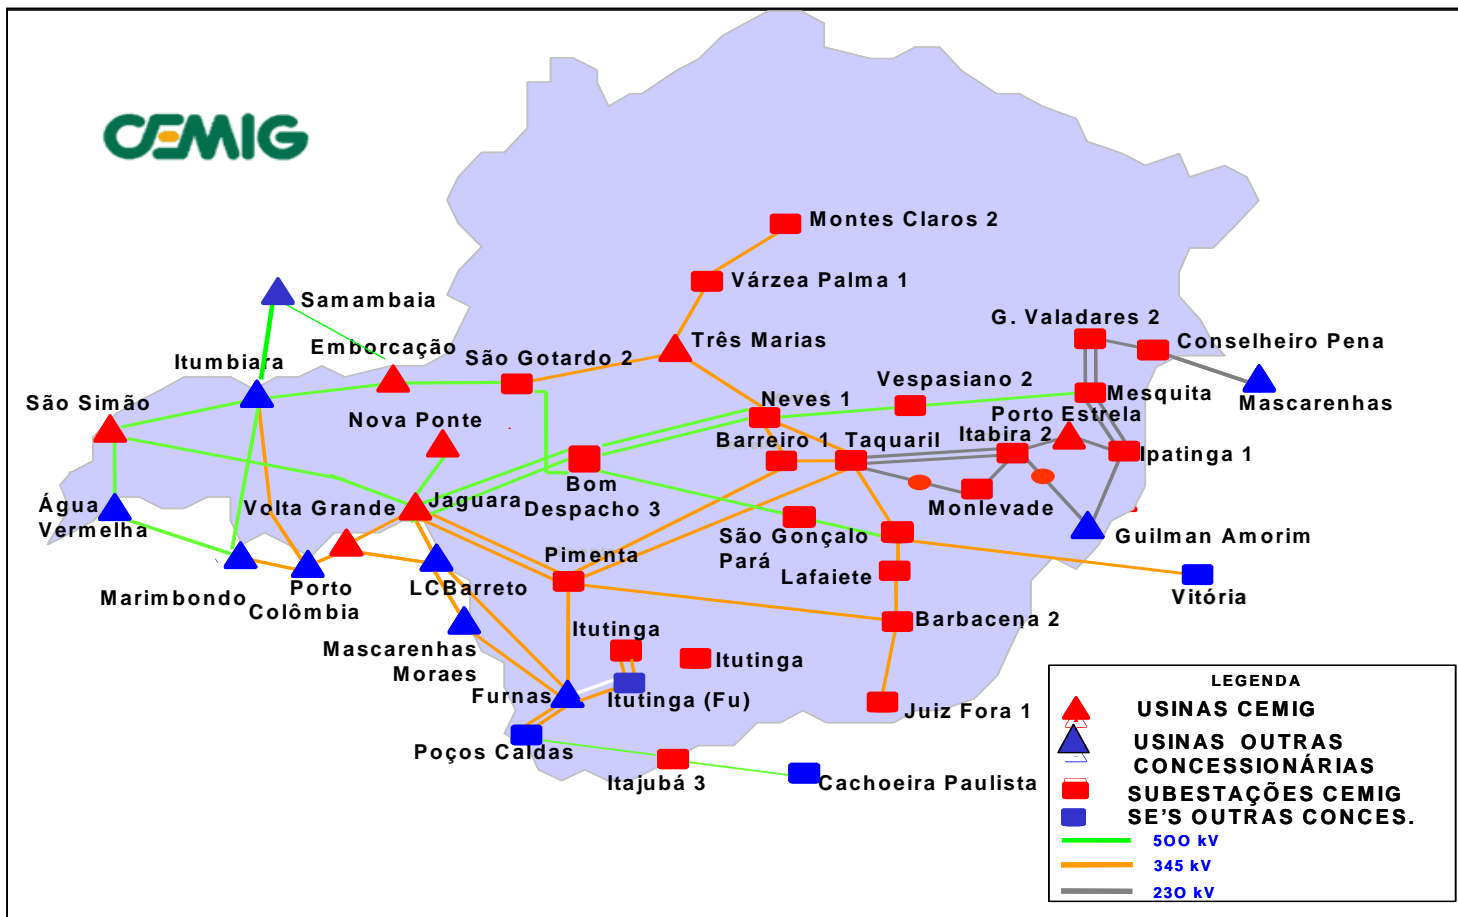 CEMIG
Montes Claros 2
Várzea Palma 1
Samambaia
G. Valadares 2
Três Marias
Conselheiro Pena
Emborcação
São Gotardo 2
Itumbiara
Vespasiano 2
Mesquita
Mascarenhas
São Simão
Neves 1
Nova Ponte
Porto Estrela
Barreiro 1
Taquaril
Itabira 2
Ipatinga 1
Bom
Despacho 3
Água
Vermelha
Volta Grande
Jaguara
Monlevade
São Gonçalo
Pará
Guilman Amorim
Pimenta
Lafaiete
Marimbondo
Porto
Colômbia
LCBarreto
Vitória
Itutinga
Barbacena 2
Mascarenhas
Moraes
Itutinga
Furnas
Itutinga (Fu)
Juiz Fora 1
Poços Caldas
Itajubá 3
Cachoeira Paulista
LEGENDA
USINAS CEMIG
USINAS OUTRAS
CONCESSIONÁRIAS
SUBESTAÇÕES CEMIG
SE'S OUTRAS CONCES.
500 kV
345 kV
230 kV